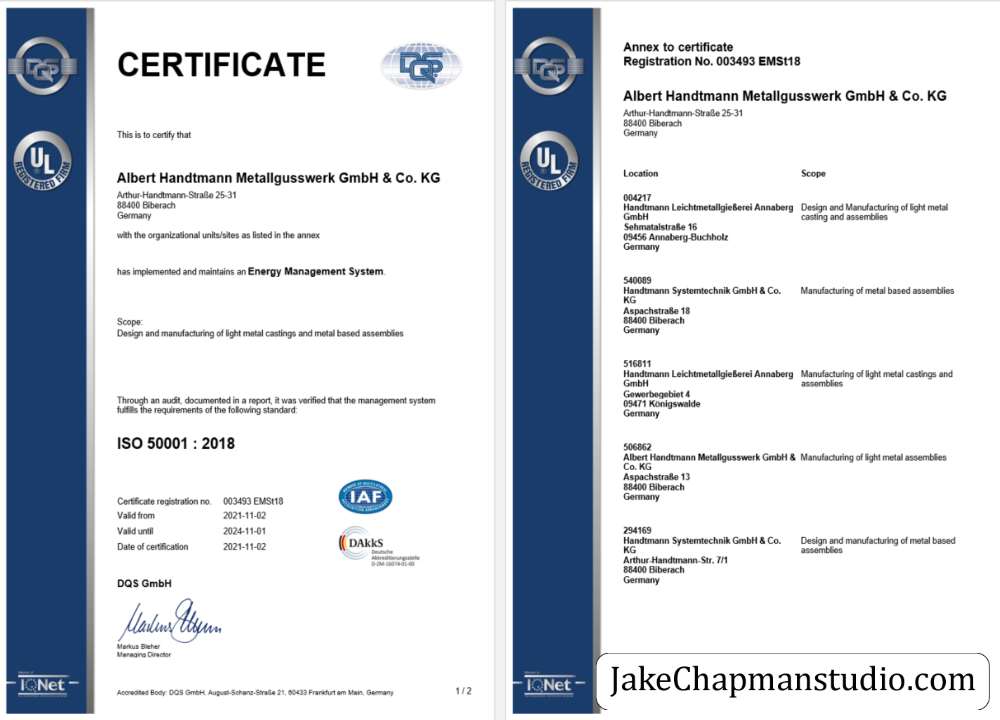 CERTIFICATE
DQS
UL
REGISTERED FIRM
This is to certify that
Albert Handtmann Metallgusswerk GmbH & Co. KG
Arthur-Handtmann-Straße 25-31
88400 Biberach
Germany
with the organizational units/sites as listed in the annex
has implemented and maintains an Energy Management System.
Scope:
Design and manufacturing of light metal castings and metal based assemblies
Through an audit, documented in a report, it was verified that the management system
fulfills the requirements of the following standard:
ISO 50001 : 2018
Certificate registration no. 003493 EMSt18
Valid from 2021-11-02
Valid until 2024-11-01
Date of certification 2021-11-02
IAF
DAkkS
Deutsche
Akkreditierungsstelle
D-ZM-16074-01-00
DQS GmbH
Markus Bleher
Managing Director
IQNet
Accredited Body: DQS GmbH, August-Schanz-Straße 21, 60433 Frankfurt am Main, Germany
1 / 2
DQS
UL
REGISTERED FIRM
Annex to certificate
Registration No. 003493 EMSt18
Albert Handtmann Metallgusswerk GmbH & Co. KG
Arthur-Handtmann-Straße 25-31
88400 Biberach
Germany
Location Scope
004217
Handtmann Leichtmetallgießerei Annaberg Design and Manufacturing of light metal
GmbH casting and assemblies
Sehmatalstraße 16
09456 Annaberg-Buchholz
Germany
540089
Handtmann Systemtechnik GmbH & Co. Manufacturing of metal based assemblies
KG
Aspachstraße 18
88400 Biberach
Germany
516811
Handtmann Leichtmetallgießerei Annaberg Manufacturing of light metal castings and
GmbH assemblies
Gewerbegebiet 4
09471 Königswalde
Germany
506862
Albert Handtmann Metallgusswerk GmbH & Manufacturing of light metal assemblies
Co. KG
Aspachstraße 13
88400 Biberach
Germany
294169
Handtmann Systemtechnik GmbH & Co. Design and manufacturing of metal based
KG assemblies
Arthur-Handtmann-Str. 7/1
88400 Biberach
Germany
IQNet
JakeChapmanstudio.com